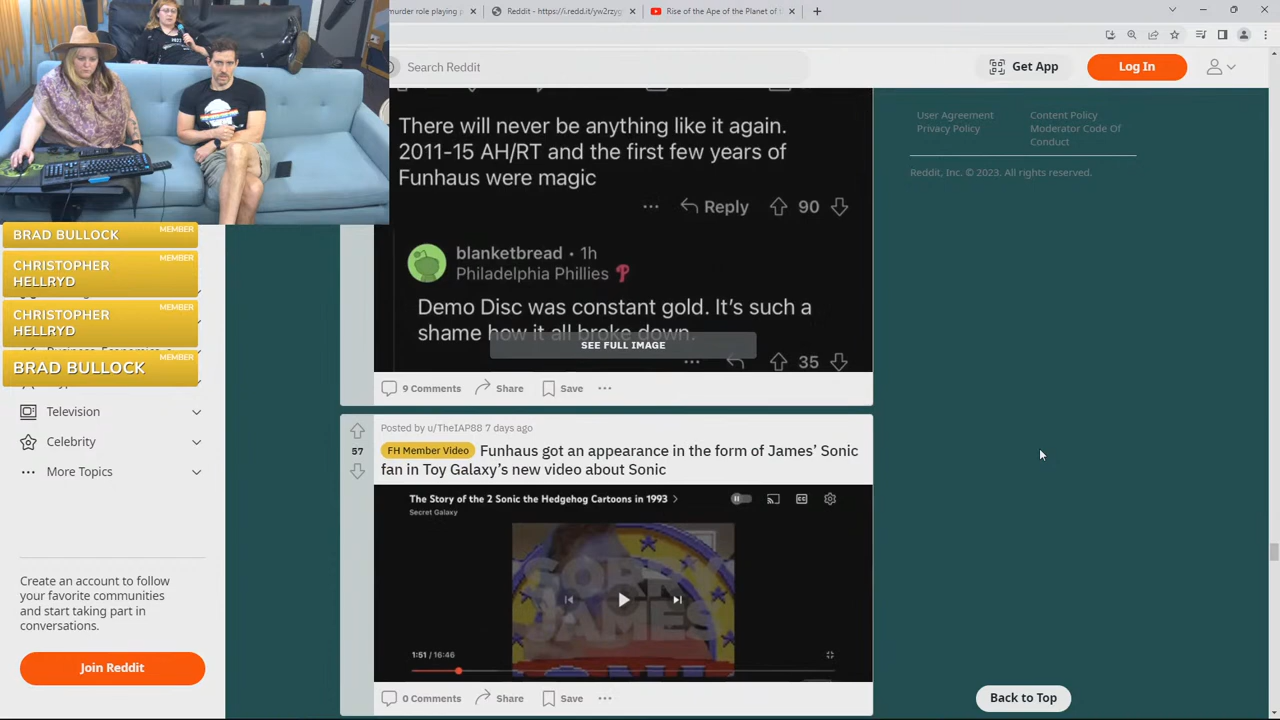 murder role playing
Reddit - https://i.redd.it/yw2rzyg
Rise of the Ape of the Planet of
Search Reddit
Get App
Log In
BRAD BULLOCK
MEMBER
CHRISTOPHER
HELLRYD
MEMBER
CHRISTOPHER
HELLRYD
MEMBER
BRAD BULLOCK
MEMBER
Television
Celebrity
More Topics
Create an account to follow
your favorite communities
and start taking part in
conversations.
Join Reddit
There will never be anything like it again.
2011-15 AH/RT and the first few years of
Funhaus were magic
Reply
90
blanketbread • 1h
Philadelphia Phillies
Demo Disc was constant gold. It's such a
shame how it all broke down.
SEE FULL IMAGE
35
9 Comments
Share
Save
57
Posted by u/TheIAP88 7 days ago
FH Member Video
Funhaus got an appearance in the form of James' Sonic
fan in Toy Galaxy's new video about Sonic
The Story of the 2 Sonic the Hedgehog Cartoons in 1993
Secret Galaxy
JAMES
1:51 / 16:46
0 Comments
Share
Save
User Agreement
Privacy Policy
Content Policy
Moderator Code Of
Conduct
Reddit, Inc. © 2023. All rights reserved.
Back to Top